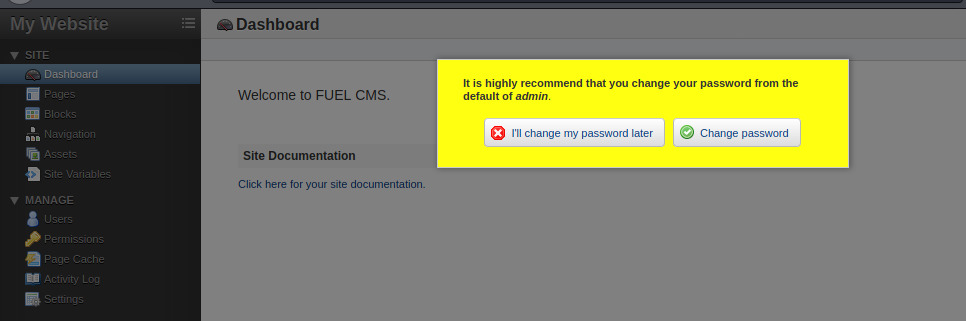 My Website
Dashboard
SITE
Dashboard
Pages
Blocks
Navigation
Assets
Site Variables
MANAGE
Users
Permissions
Page Cache
Activity Log
Settings
Welcome to FUEL CMS.
Site Documentation
Click here for your site documentation.
It is highly recommend that you change your password from the
default of admin.
I'll change my password later
Change password